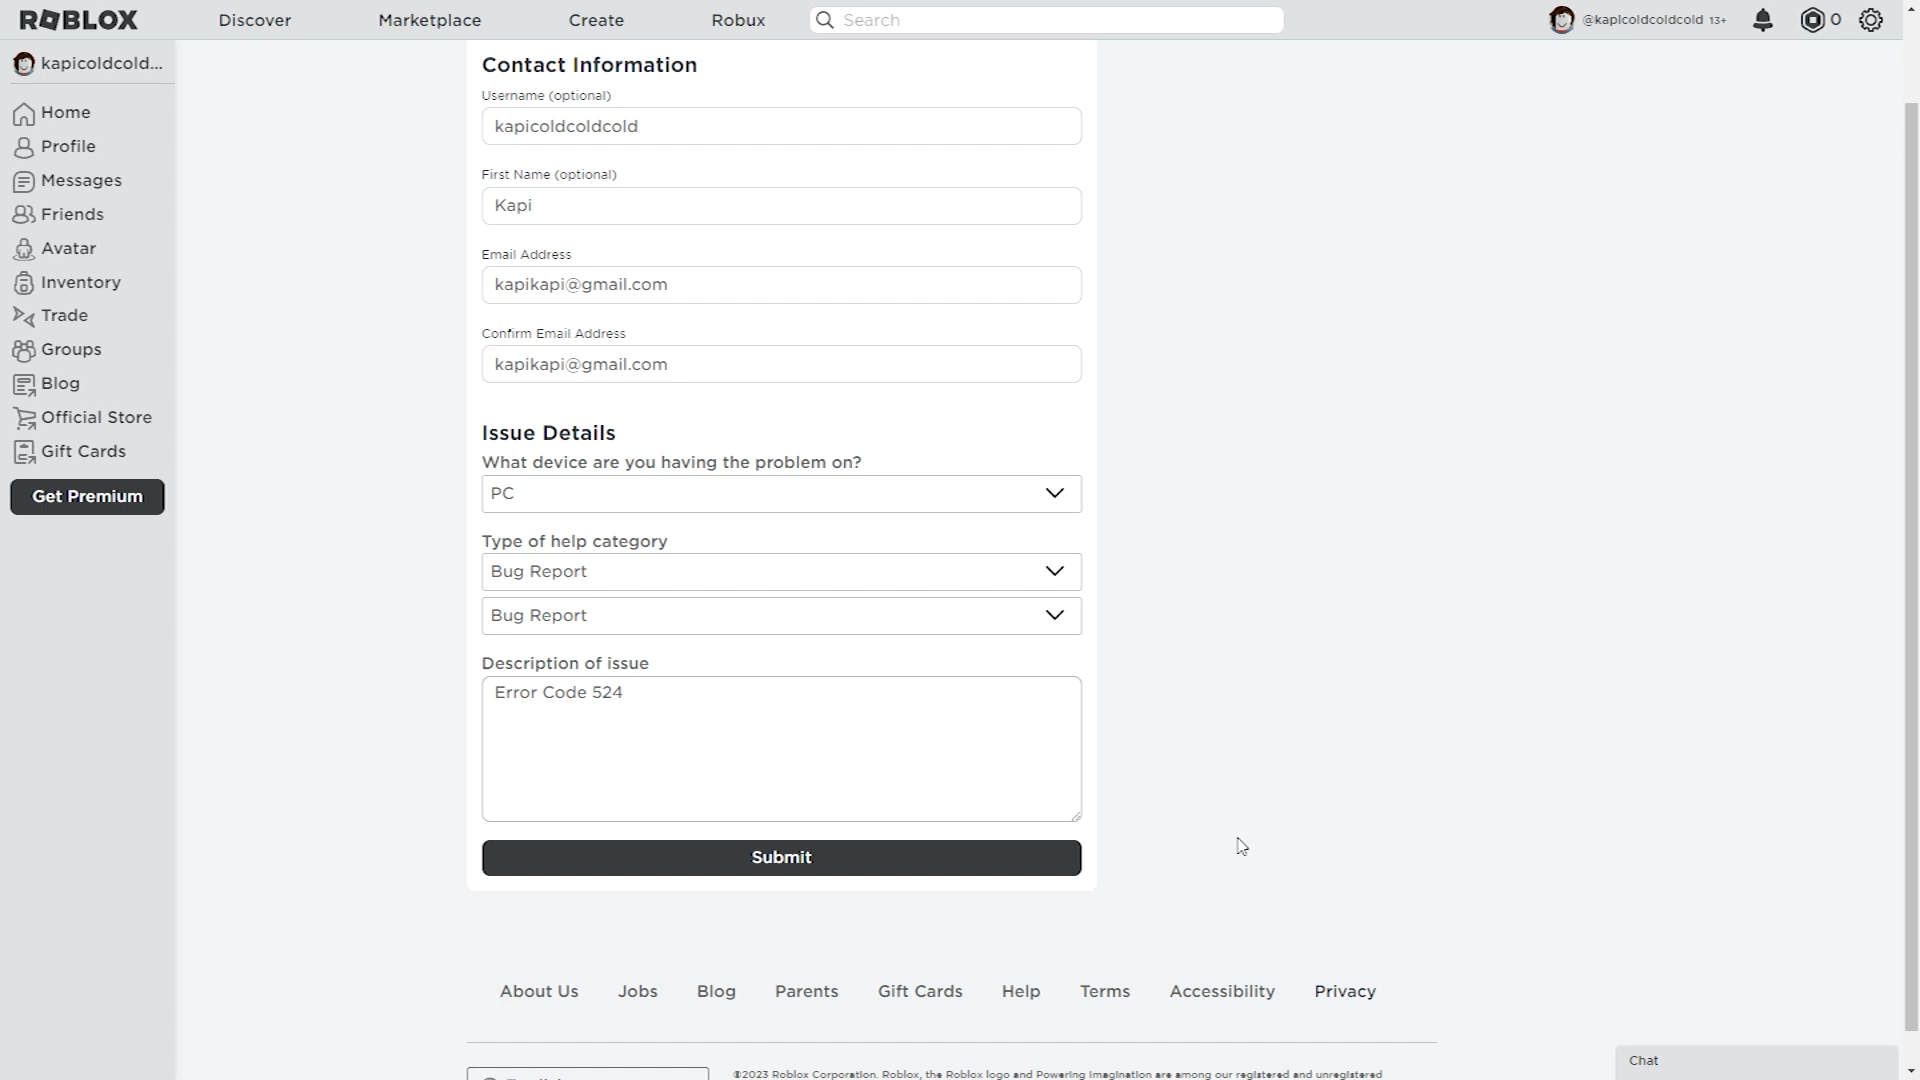 ROBLOX
Discover
Marketplace
Create
Robux
Search
@kapicoldcoldcold 13+
0
kapicoldcold...
Home
Profile
Messages
Friends
Avatar
Inventory
Trade
Groups
Blog
Official Store
Gift Cards
Get Premium
Contact Information
Username (optional)
kapicoldcoldcold
First Name (optional)
Kapi
Email Address
kapikapi@gmail.com
Confirm Email Address
kapikapi@gmail.com
Issue Details
What device are you having the problem on?
PC
Type of help category
Bug Report
Bug Report
Description of issue
Error Code 524
Submit
About Us
Jobs
Blog
Parents
Gift Cards
Help
Terms
Accessibility
Privacy
©2023 Roblox Corporation. Roblox, the Roblox logo and Powering Imagination are among our registered and unregistered
Chat